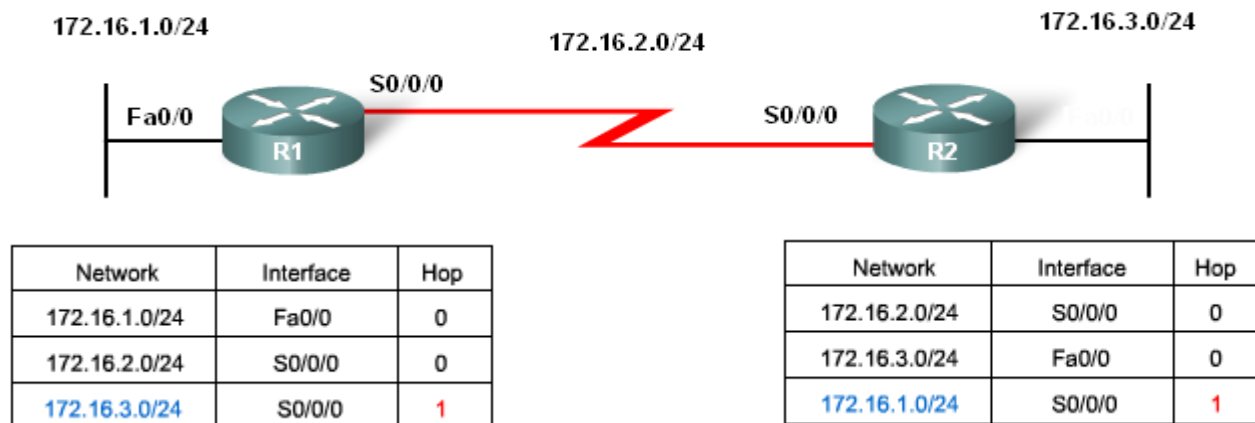 172.16.1.0/24
172.16.2.0/24
172.16.3.0/24
Fa0/0
S0/0/0
S0/0/0
Fa0/0
R1
R2
Network Interface Hop
172.16.1.0/24 Fa0/0 0
172.16.2.0/24 S0/0/0 0
172.16.3.0/24 S0/0/0 1
Network Interface Hop
172.16.2.0/24 S0/0/0 0
172.16.3.0/24 Fa0/0 0
172.16.1.0/24 S0/0/0 1